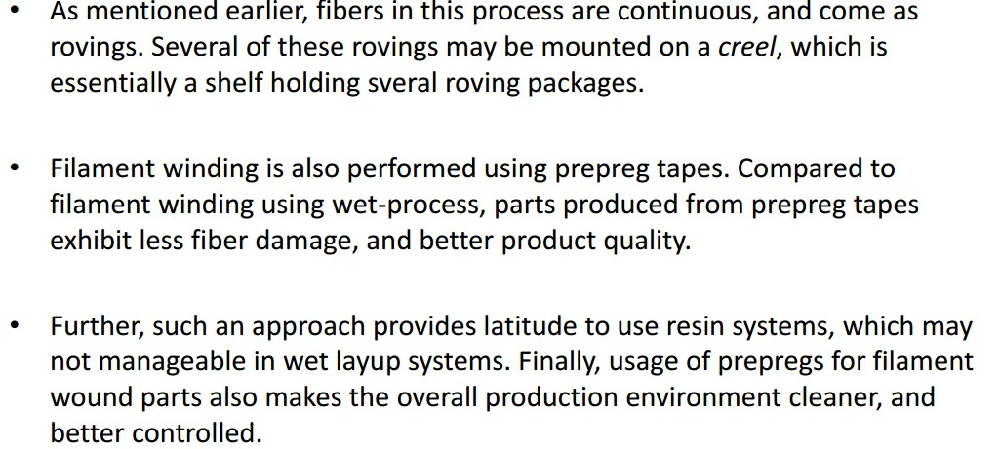 • As mentioned earlier, fibers in this process are continuous, and come as
rovings. Several of these rovings may be mounted on a creel, which is
essentially a shelf holding sveral roving packages.
• Filament winding is also performed using prepreg tapes. Compared to
filament winding using wet-process, parts produced from prepreg tapes
exhibit less fiber damage, and better product quality.
• Further, such an approach provides latitude to use resin systems, which may
not manageable in wet layup systems. Finally, usage of prepregs for filament
wound parts also makes the overall production environment cleaner, and
better controlled.